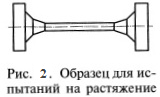 Рис. 2. Образец для ис-
пытаний на растяжение